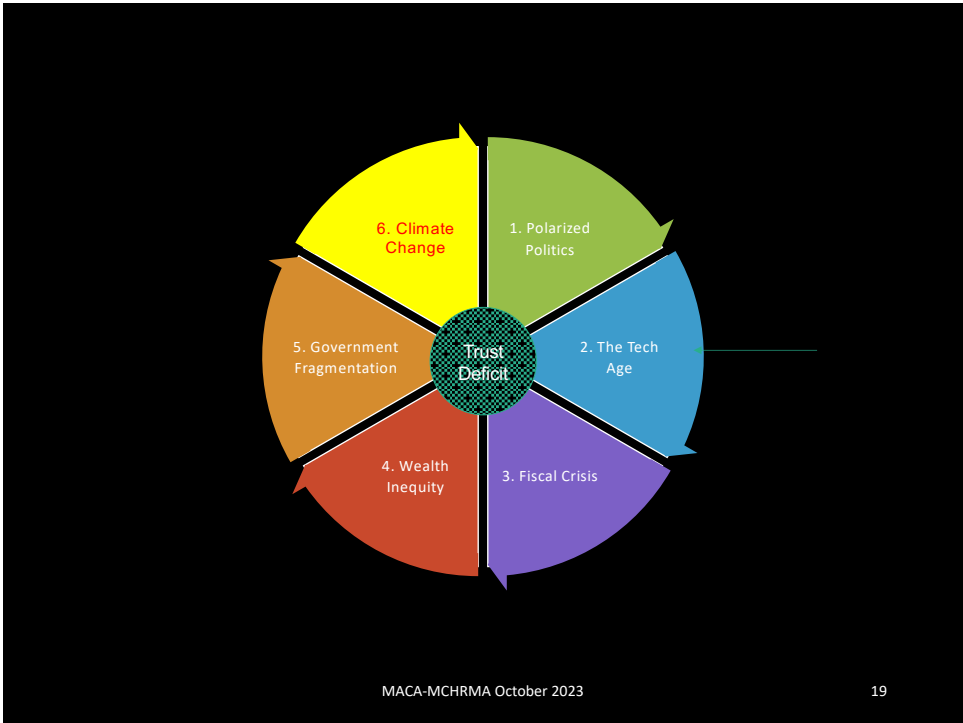 6. Climate
Change
1. Polarized
Politics
5. Government
Fragmentation
Trust
Deficit
2. The Tech
Age
4. Wealth
Inequity
3. Fiscal Crisis
MACA-MCHRMA October 2023
19